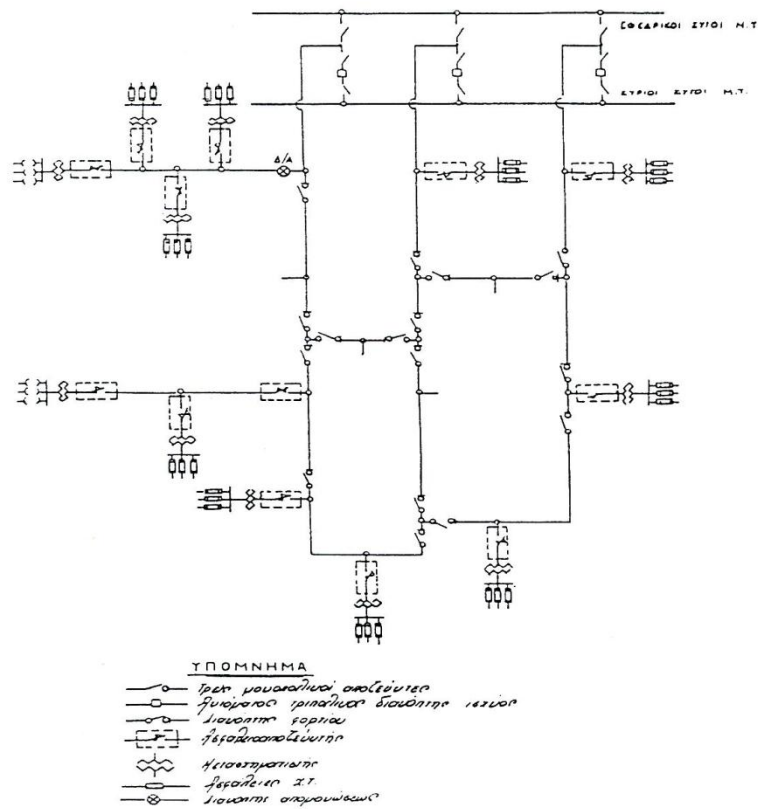 ΕΦΕΔΡΙΚΟΙ ΖΥΓΟΙ Μ.Τ
ΚΥΡΙΟΙ ΖΥΓΟΙ Μ.Τ.
Δ/Α
ΥΠΟΜΝΗΜΑ
Τρεις μονοπολικοί αποζεύκτες
Αυτόματος τριπολικός διακόπτης ισχύος
Διακόπτης φορτίου
Ασφαλειοαποζεύκτης
Μετασχηματιστής
Ασφάλειες Χ.Τ.
Διακόπτης απομονώσεως